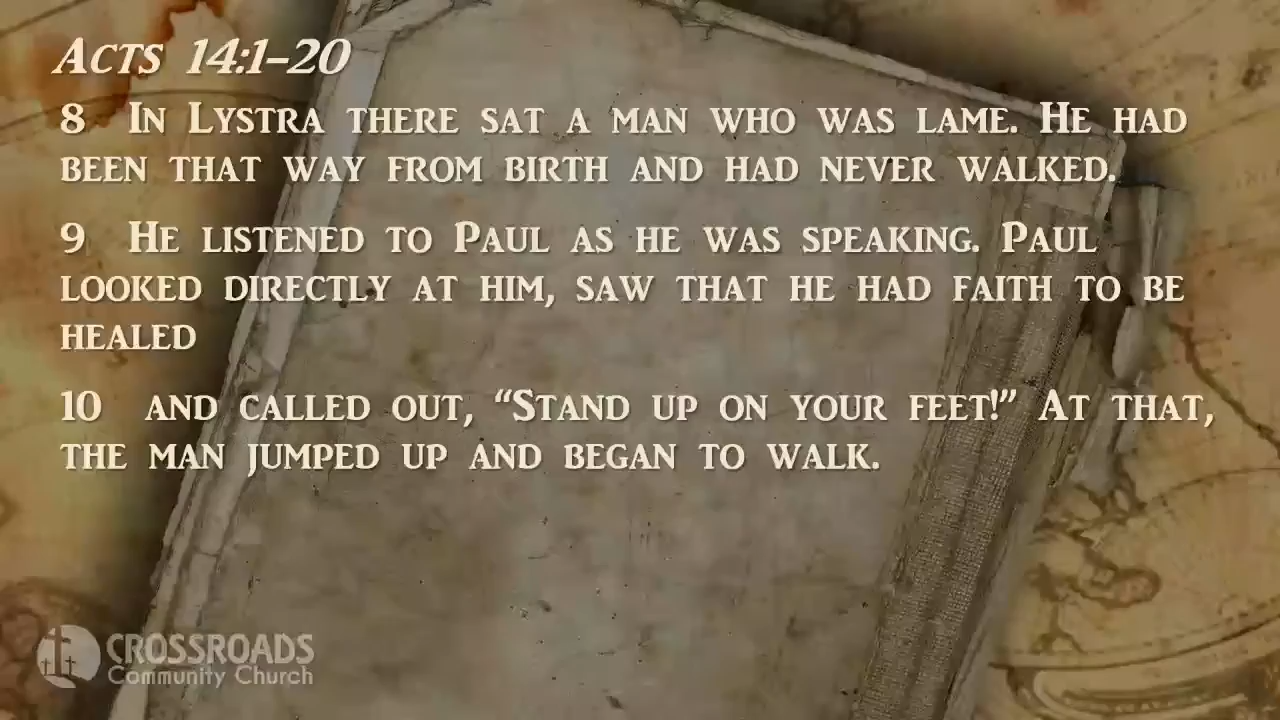 Acts 14:1-20
8 In Lystra there sat a man who was lame. He had
been that way from birth and had never walked.
9 He listened to Paul as he was speaking. Paul
looked directly at him, saw that he had faith to be
healed
10 and called out, “Stand up on your feet!” At that,
the man jumped up and began to walk.
CROSSROADS
Community Church